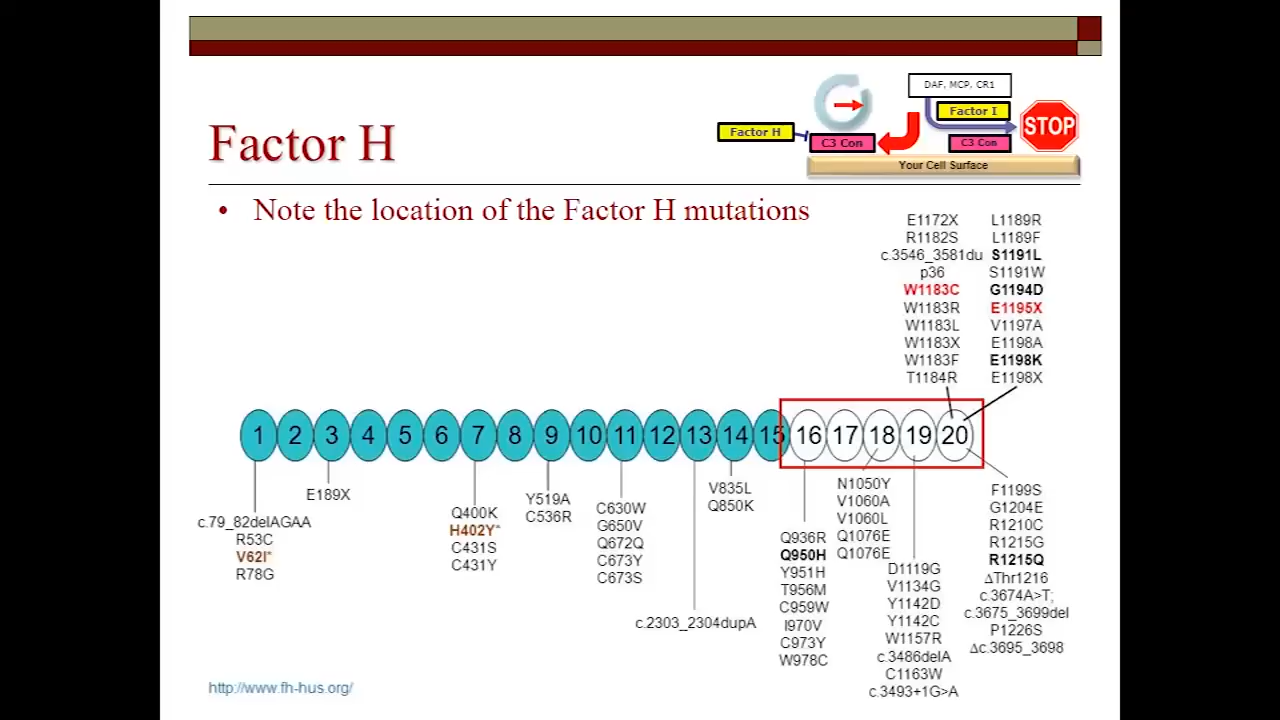 DAF, MCP, CR1
Factor I
Factor H
STOP
C3 Con
C3 Con
Your Cell Surface
Factor H
• Note the location of the Factor H mutations
E1172X
R1182S
c.3546_3581du
p36
W1183C
W1183R
W1183L
W1183X
W1183F
T1184R
L1189R
L1189F
S1191L
S1191W
G1194D
E1195X
V1197A
E1198A
E1198K
E1198X
1 2 3 4 5 6 7 8 9 10 11 12 13 14 15 16 17 18 19 20
c.79_82delAGAA
R53C
V62I*
R78G
E189X
Q400K
H402Y*
C431S
C431Y
Y519A
C536R
C630W
G650V
Q672Q
C673Y
C673S
c.2303_2304dupA
V835L
Q850K
Q936R
Q950H
Y951H
T956M
C959W
I970V
C973Y
W978C
N1050Y
V1060A
V1060L
Q1076E
Q1076E
D1119G
V1134G
Y1142D
Y1142C
W1157R
c.3486delA
C1163W
c.3493+1G>A
F1199S
G1204E
R1210C
R1215G
R1215Q
ΔThr1216
c.3674A>T;
c.3675_3699del
P1226S
Δc.3695_3698
http://www.fh-hus.org/